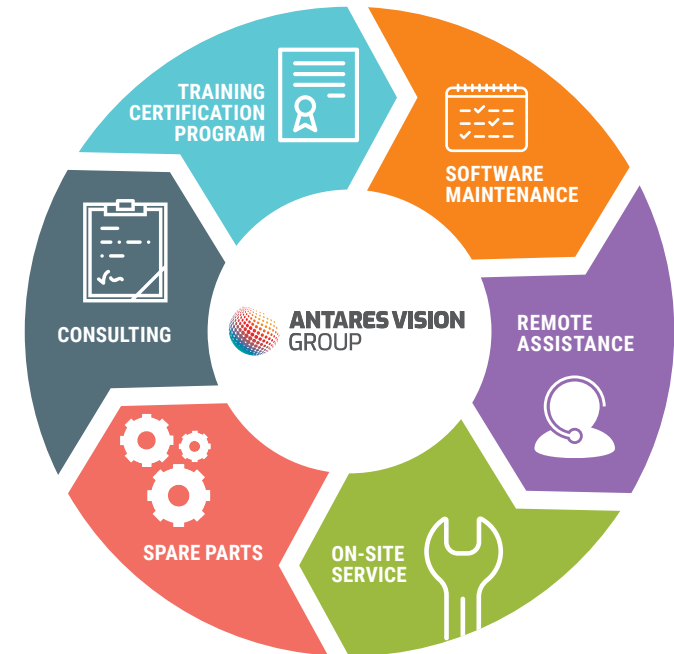 TRAINING
CERTIFICATION
PROGRAM
SOFTWARE
MAINTENANCE
CONSULTING
ANTARES VISION
GROUP
REMOTE
ASSISTANCE
SPARE PARTS
ON-SITE
SERVICE